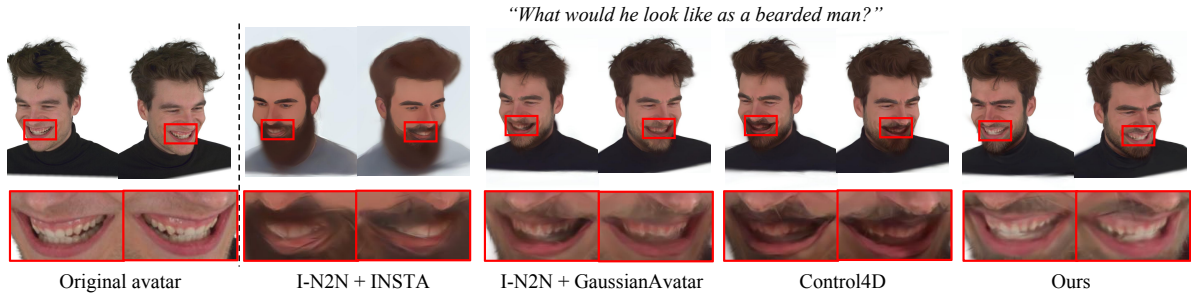 “What would he look like as a bearded man?”
Original avatar
I-N2N + INSTA
I-N2N + GaussianAvatar
Control4D
Ours